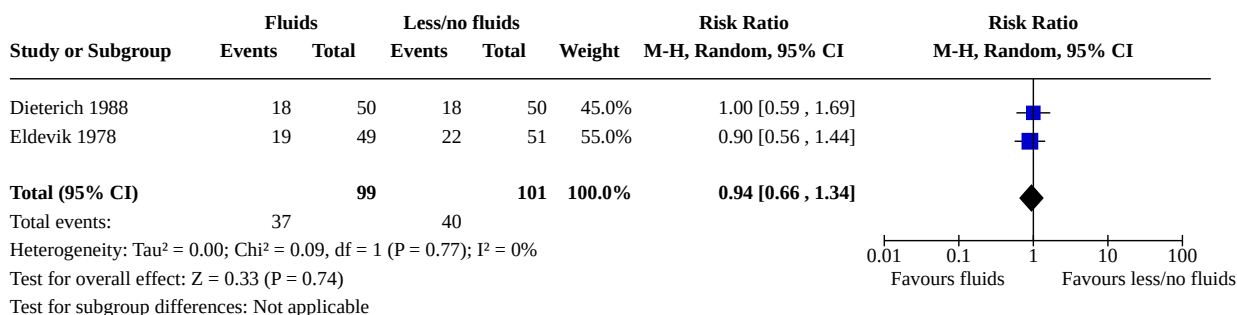 Fluids Less/no fluids Risk Ratio Risk Ratio
Study or Subgroup Events Total Events Total Weight M-H, Random, 95% CI M-H, Random, 95% CI
Dieterich 1988 18 50 18 50 45.0% 1.00 [0.59 , 1.69]
Eldevik 1978 19 49 22 51 55.0% 0.90 [0.56 , 1.44]
Total (95% CI) 99 101 100.0% 0.94 [0.66 , 1.34]
Total events: 37 40
Heterogeneity: Tau² = 0.00; Chi² = 0.09, df = 1 (P = 0.77); I² = 0%
0.01 0.1 1 10 100
Test for overall effect: Z = 0.33 (P = 0.74) Favours fluids Favours less/no fluids
Test for subgroup differences: Not applicable